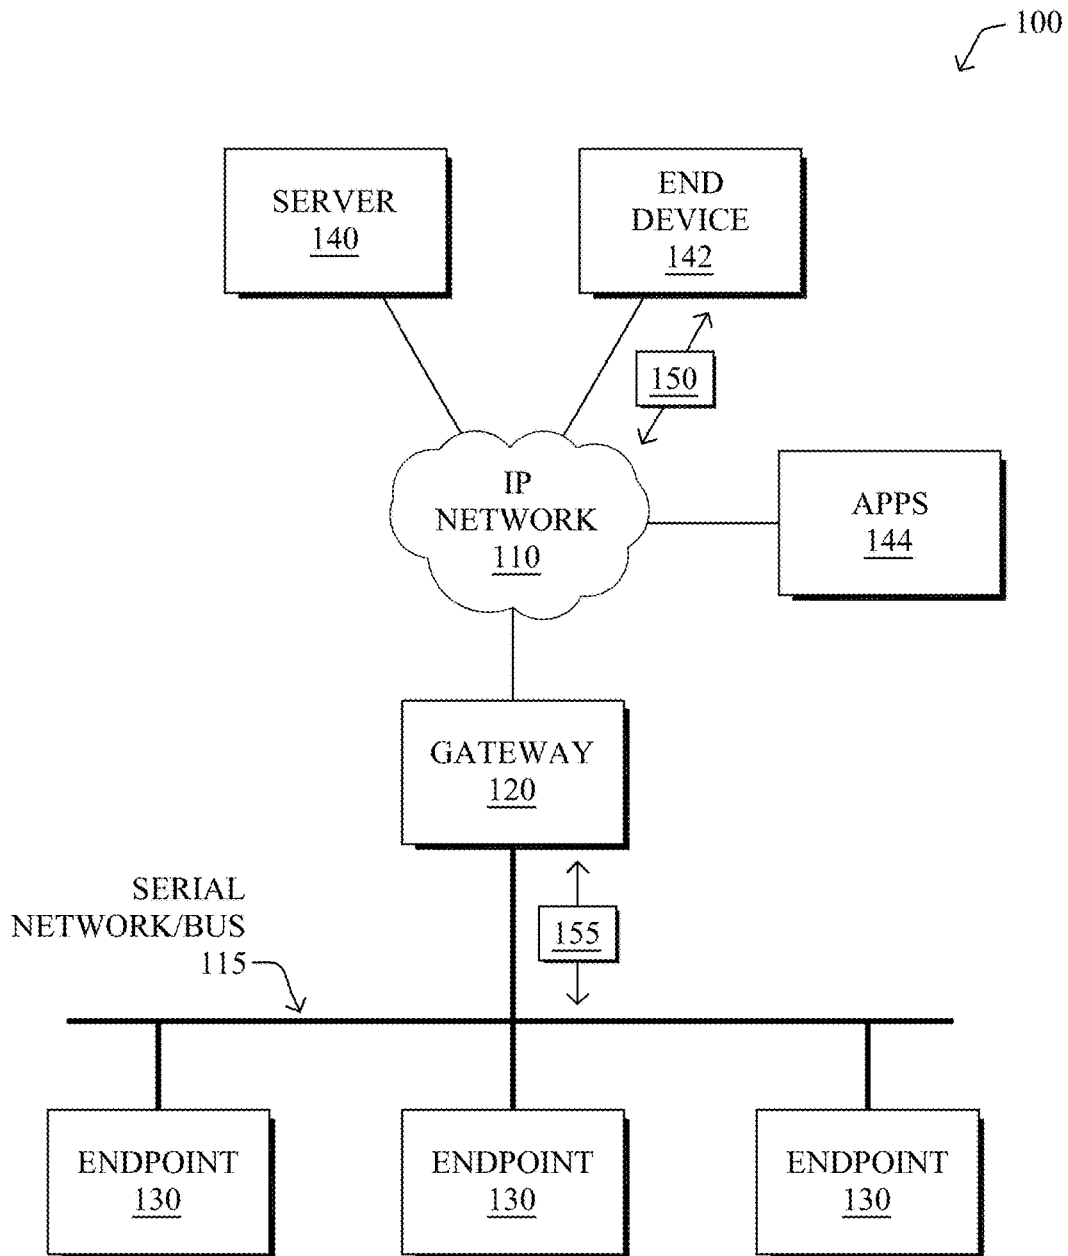 100
SERVER
140
END
DEVICE
142
150
IP
NETWORK
110
APPS
144
GATEWAY
120
SERIAL
NETWORK/BUS
115
155
ENDPOINT
130
ENDPOINT
130
ENDPOINT
130